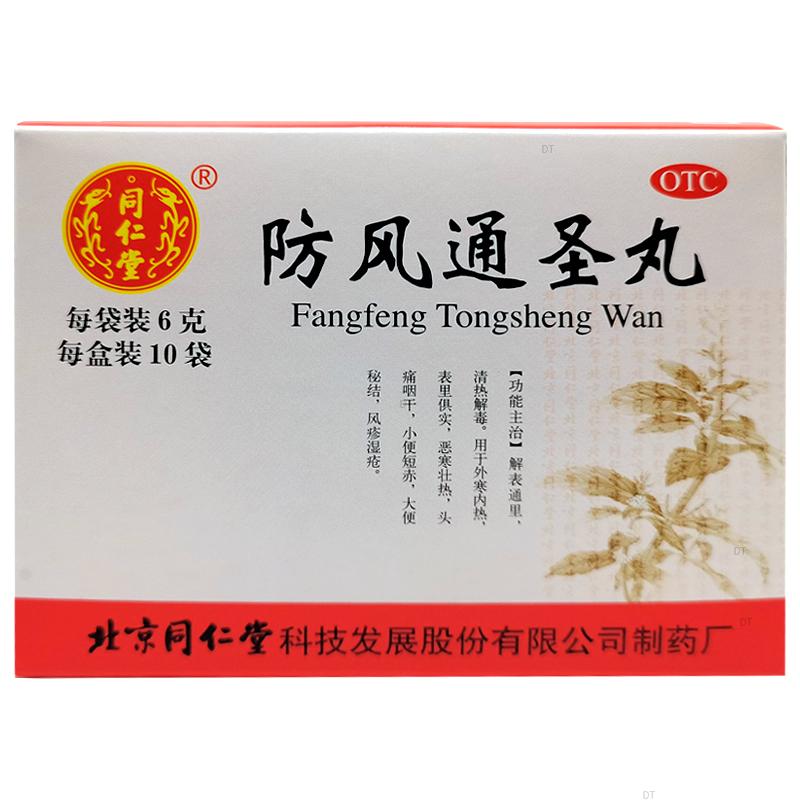 DT
同仁堂
®
OTC
防风通圣丸
Fangfeng Tongsheng Wan
每袋装6克
每盒装10袋
【功能主治】解表通里，
清热解毒。用于外寒内热，
表里俱实，恶寒壮热，头
痛咽干，小便短赤，大便
秘结，风疹湿疮。
DT
DT
北京同仁堂科技发展股份有限公司制药厂
DT